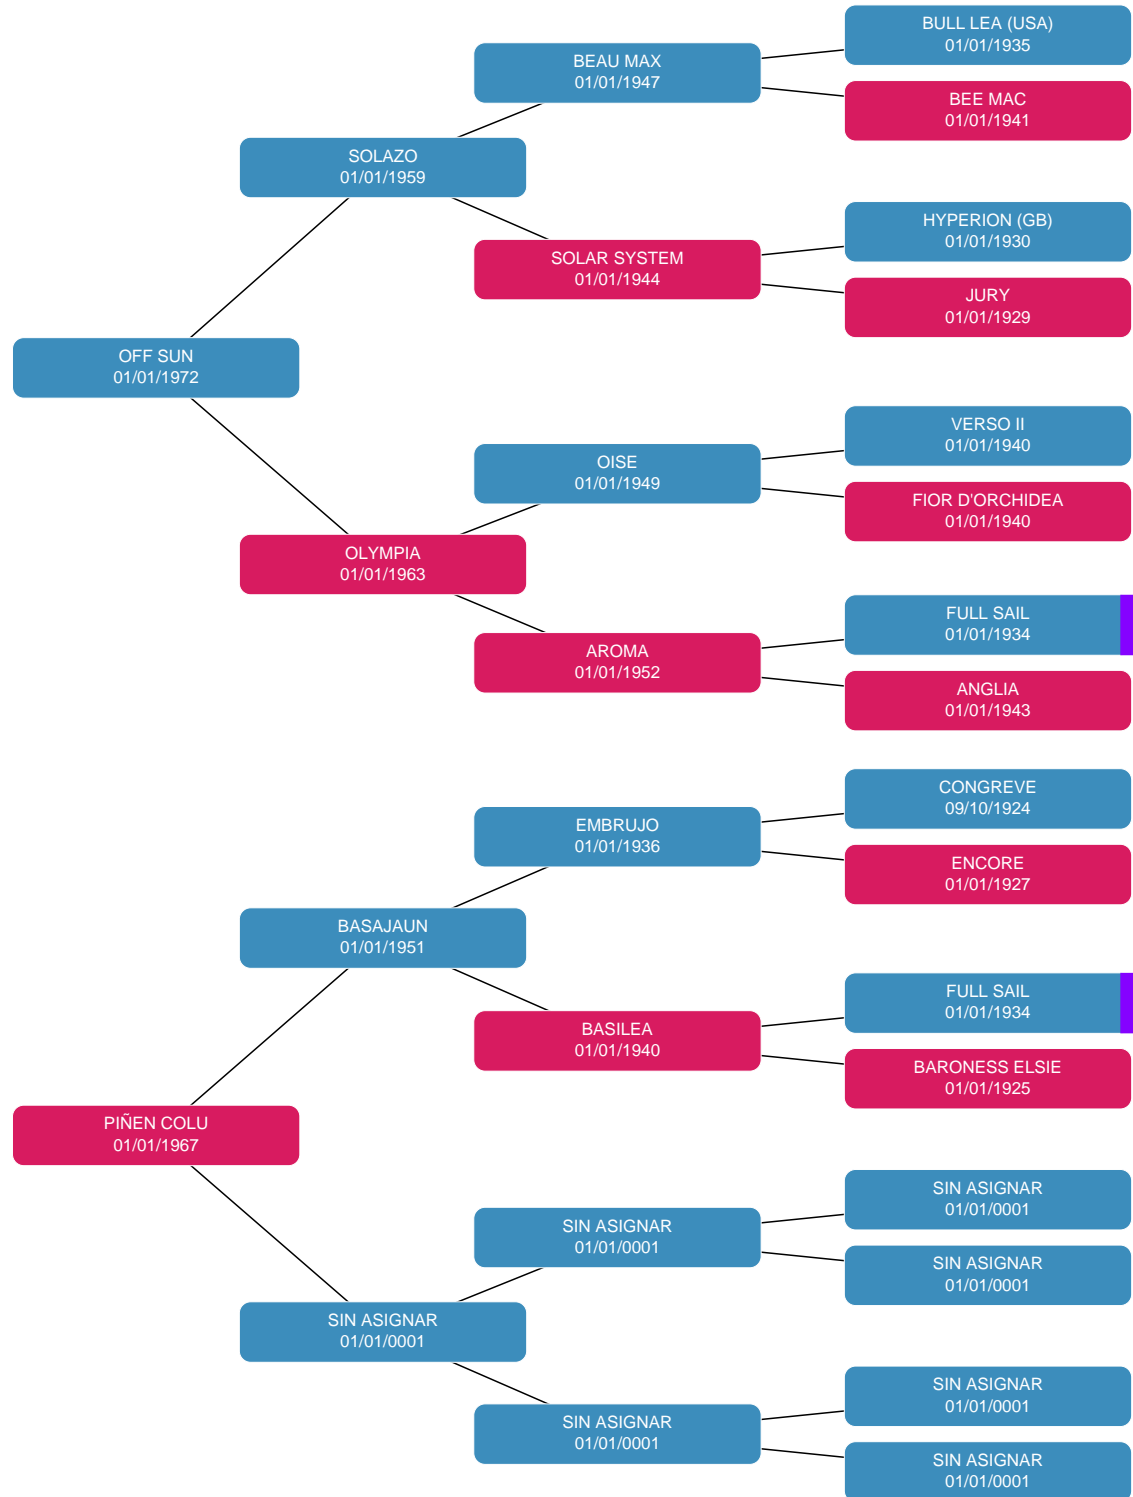 BULL LEA (USA)
01/01/1935
BEAU MAX
01/01/1947
BEE MAC
01/01/1941
SOLAZO
01/01/1959
HYPERION (GB)
01/01/1930
SOLAR SYSTEM
01/01/1944
JURY
01/01/1929
OFF SUN
01/01/1972
VERSO II
01/01/1940
OISE
01/01/1949
FIOR D'ORCHIDEA
01/01/1940
OLYMPIA
01/01/1963
FULL SAIL
01/01/1934
AROMA
01/01/1952
ANGLIA
01/01/1943
CONGREVE
09/10/1924
EMBRUJO
01/01/1936
ENCORE
01/01/1927
BASAJAUN
01/01/1951
FULL SAIL
01/01/1934
BASILEA
01/01/1940
BARONESS ELSIE
01/01/1925
PIÑEN COLU
01/01/1967
SIN ASIGNAR
01/01/0001
SIN ASIGNAR
01/01/0001
SIN ASIGNAR
01/01/0001
SIN ASIGNAR
01/01/0001
SIN ASIGNAR
01/01/0001
SIN ASIGNAR
01/01/0001
SIN ASIGNAR
01/01/0001